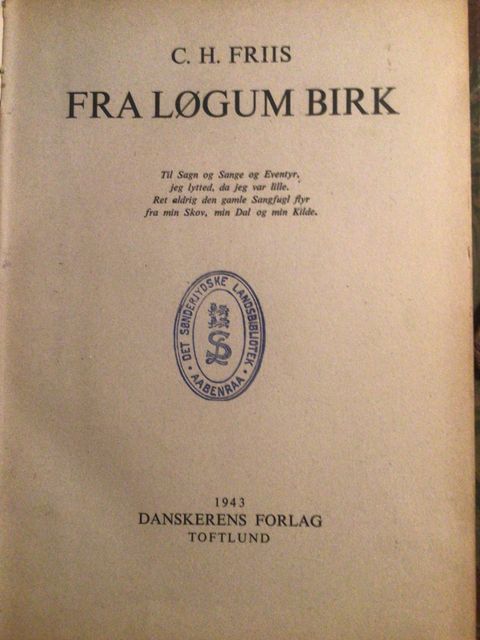 C. H. FRIIS
FRA LØGUM BIRK
Til Sagn og Sange og Eventyr,
jeg lytted, da jeg var lille.
Ret aldrig den gamle Sangfugl flyr
fra min Skov, min Dal og min Kilde.
DET SØNDERJYDSKE LANDSBIBLIOTEK
• AABENRAA •
1943
DANSKERENS FORLAG
TOFTLUND